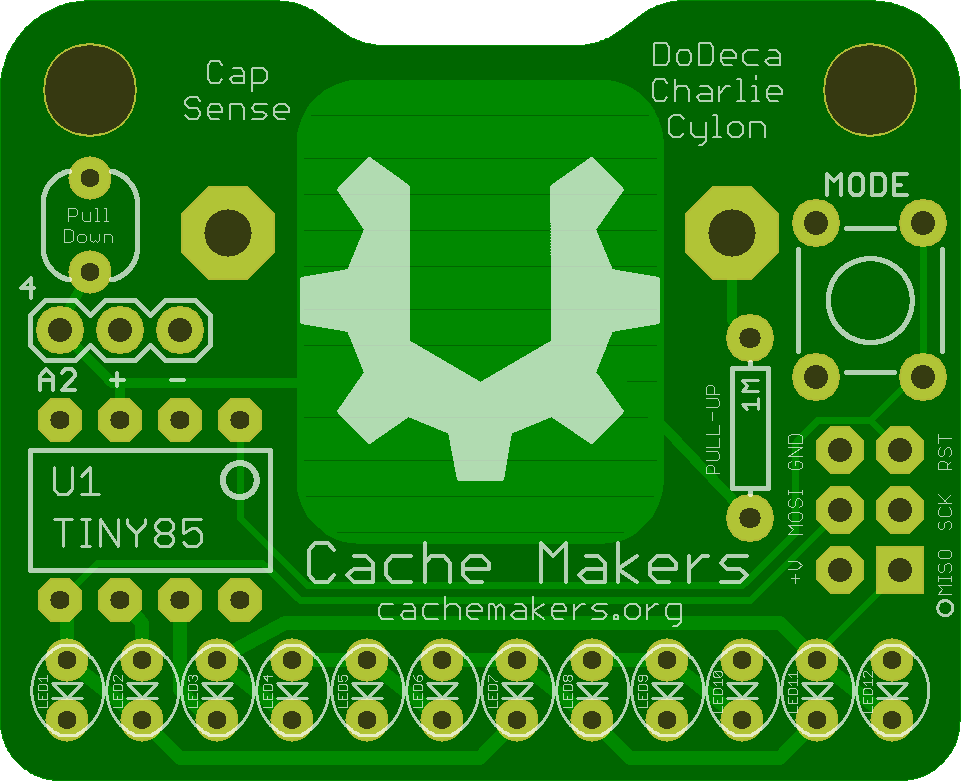 Cap
Sense
DoDeca
Charlie
Cylon
MODE
Pull
Down
4
A2 + -
1M
PULL-UP
U1
TINY85
GND
MOSI
+V
RST
SCK
MISO
Cache Makers
cachemakers.org
LED1
LED2
LED3
LED4
LED5
LED6
LED7
LED8
LED9
LED10
LED11
LED12